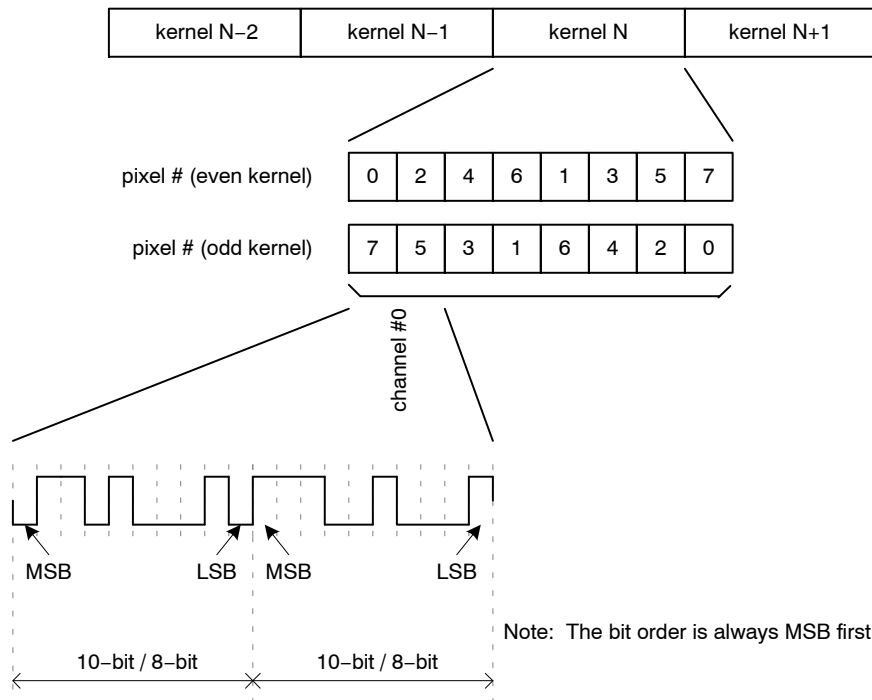 kernel N−2 kernel N−1 kernel N kernel N+1
pixel # (even kernel) 0 2 4 6 1 3 5 7
pixel # (odd kernel) 7 5 3 1 6 4 2 0
channel #0
MSB LSB MSB LSB
Note: The bit order is always MSB first
10−bit / 8−bit 10−bit / 8−bit